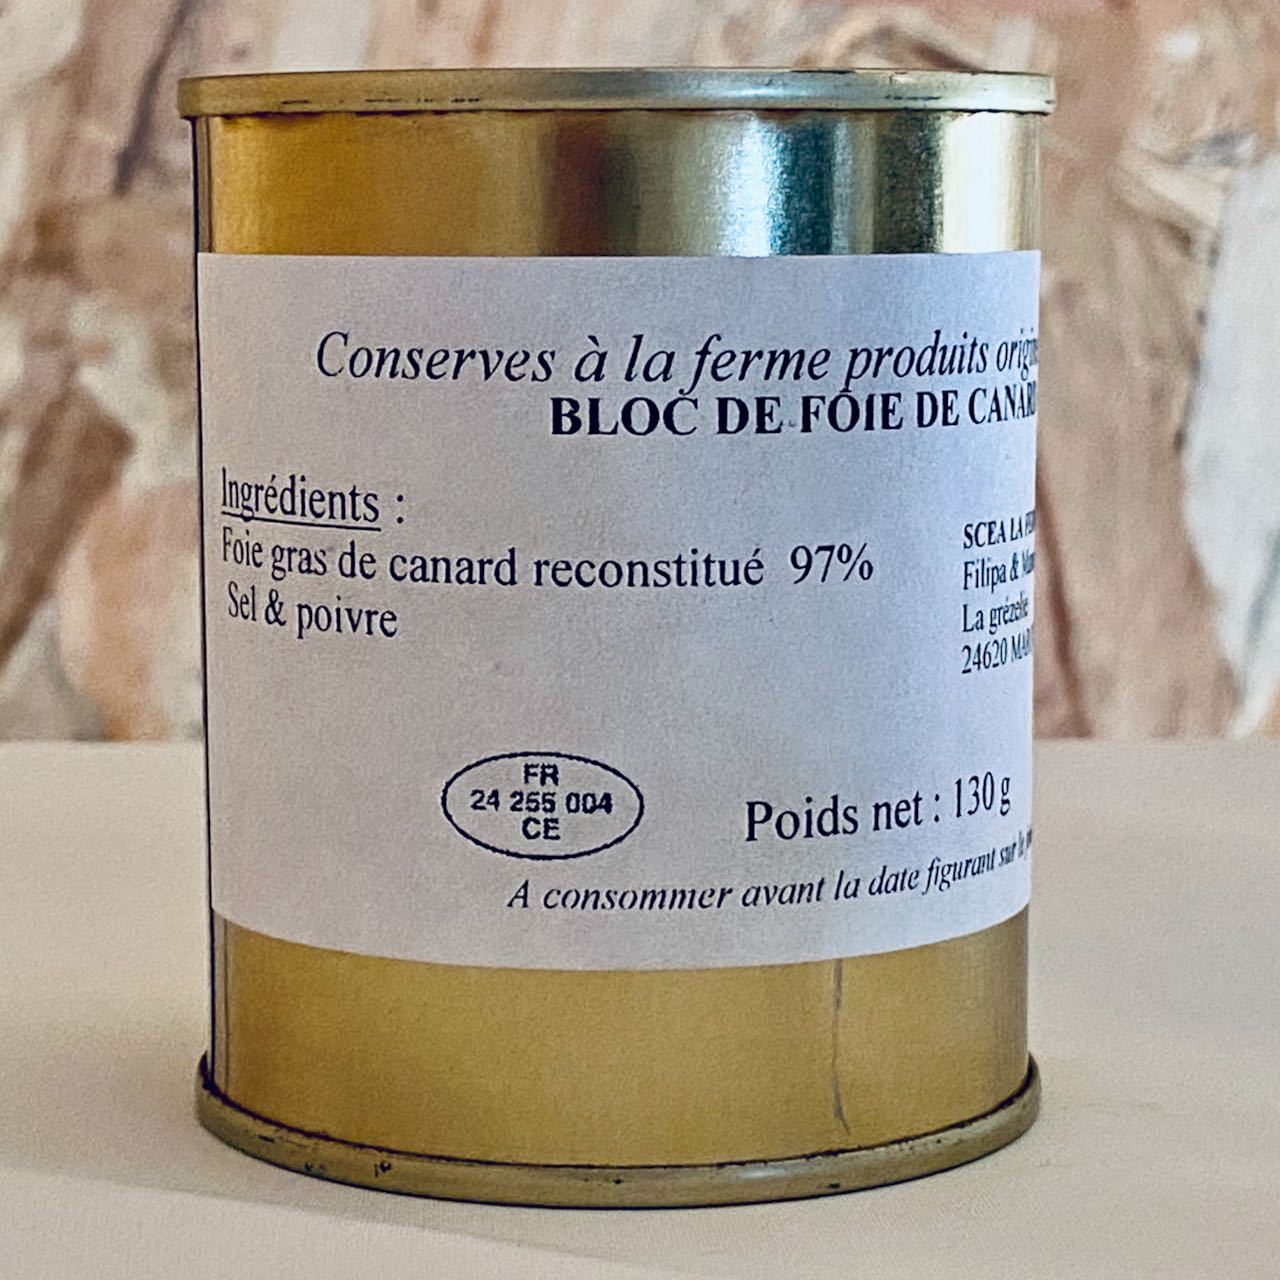 Conserves à la ferme produits
BLOC DE FOIE DE CANARD
Ingrédients :
Foie gras de canard reconstitué 97%
Sel & poivre
SCEA LA
Filipa &
La grézelie
24620
FR
24 255 004
CE
Poids net : 130 g
A consommer avant la date figurant sur le